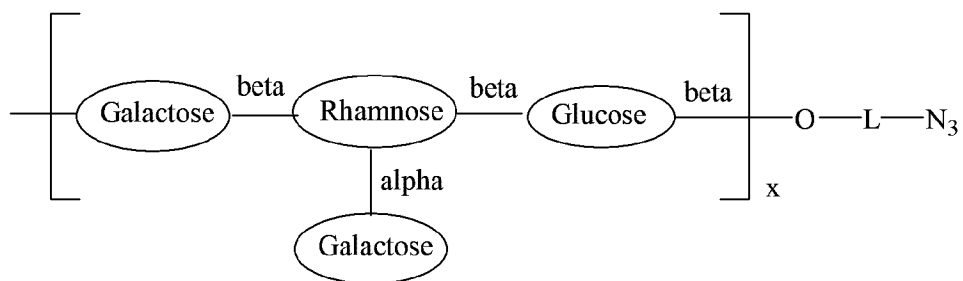 beta beta beta
Galactose Rhamnose Glucose O L N₃
alpha x
Galactose